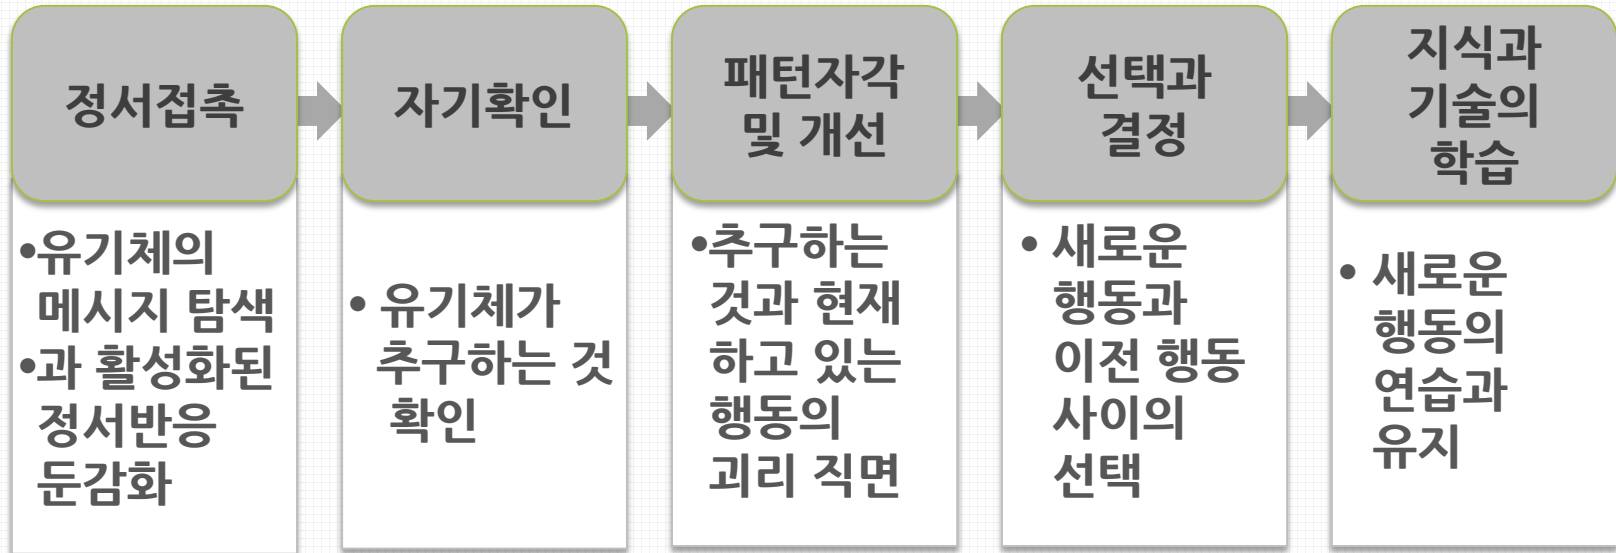 정서접촉
•유기체의
메시지 탐색
•과 활성화된
정서반응
둔감화
자기확인
• 유기체가
추구하는 것
확인
패턴자각
및 개선
•추구하는
것과 현재
하고 있는
행동의
괴리 직면
선택과
결정
• 새로운
행동과
이전 행동
사이의
선택
지식과
기술의
학습
• 새로운
행동의
연습과
유지